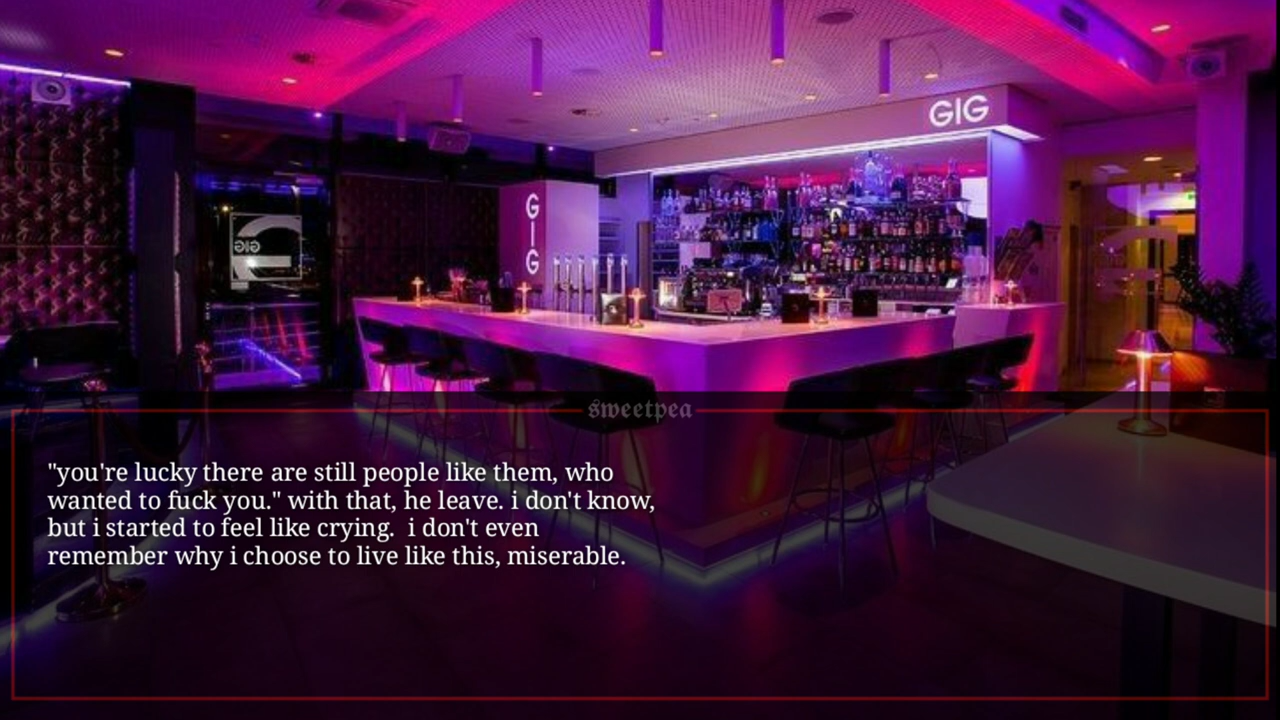 GIG
GIG
sweetpea
"you're lucky there are still people like them, who
wanted to fuck you." with that, he leave. i don't know,
but i started to feel like crying.  i don't even
remember why i choose to live like this, miserable.